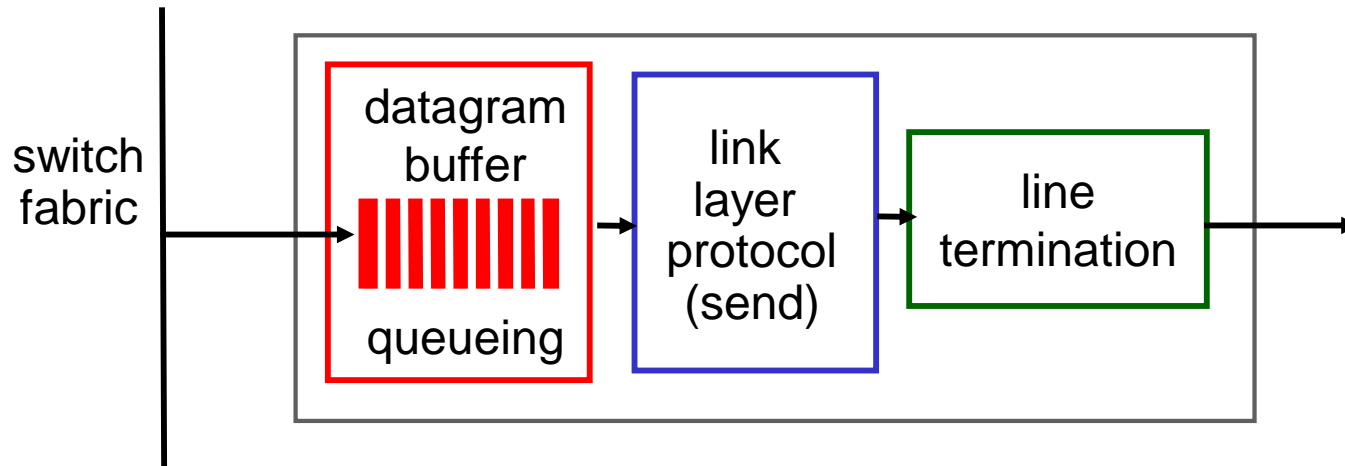 switch
fabric
datagram
buffer
queueing
link
layer
protocol
(send)
line
termination